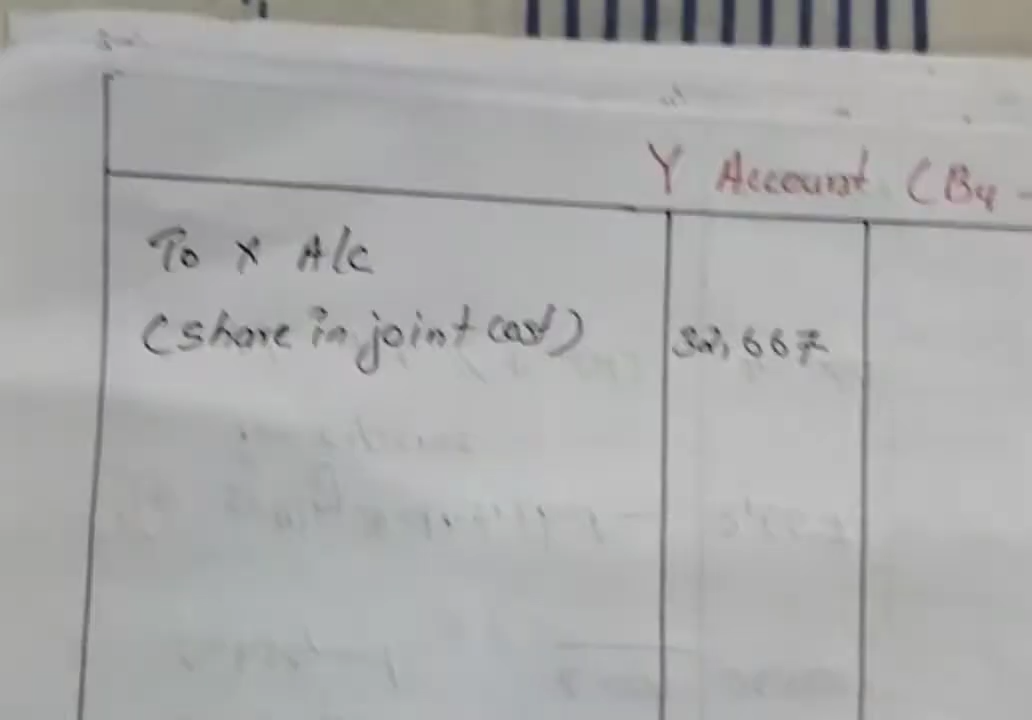 Y Account (By -
To X A/c
(share in joint cost) 32,667